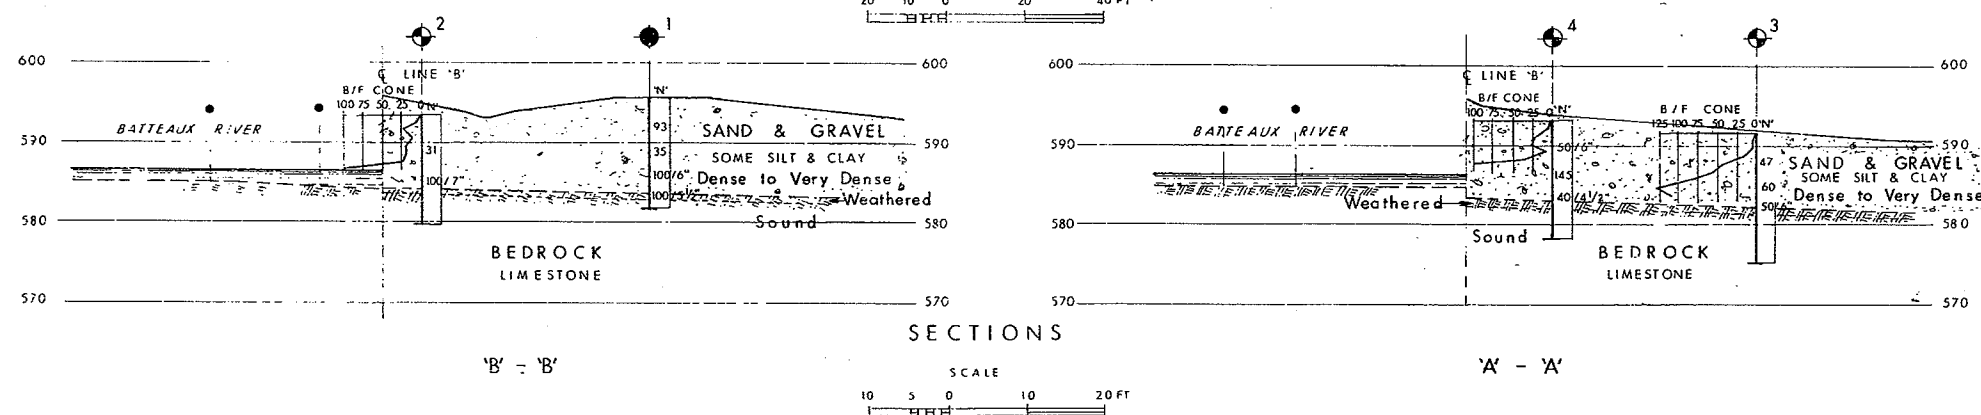 20 10 0 20 40 FT
2
1
600
600
℄ LINE 'B'
B/F CONE
100 75 50 25 0 'N'
'N'
BATTEAUX RIVER
93
SAND & GRAVEL
590
31
35
590
SOME SILT & CLAY
100/6"
Dense to Very Dense
100/7"
Weathered
580
Sound
580
BEDROCK
LIMESTONE
570
570
'B' - 'B'
4
3
600
600
℄ LINE 'B'
B/F CONE
100 75 50 25 0 'N'
B/F CONE
125 100 75 50 25 0 'N'
BATTEAUX RIVER
590
50/6"
47
SAND & GRAVEL
590
SOME SILT & CLAY
145
60
Dense to Very Dense
Weathered
40/4½"
50/6"
580
Sound
580
BEDROCK
LIMESTONE
570
570
'A' - 'A'
SECTIONS
SCALE
10 5 0 10 20 FT